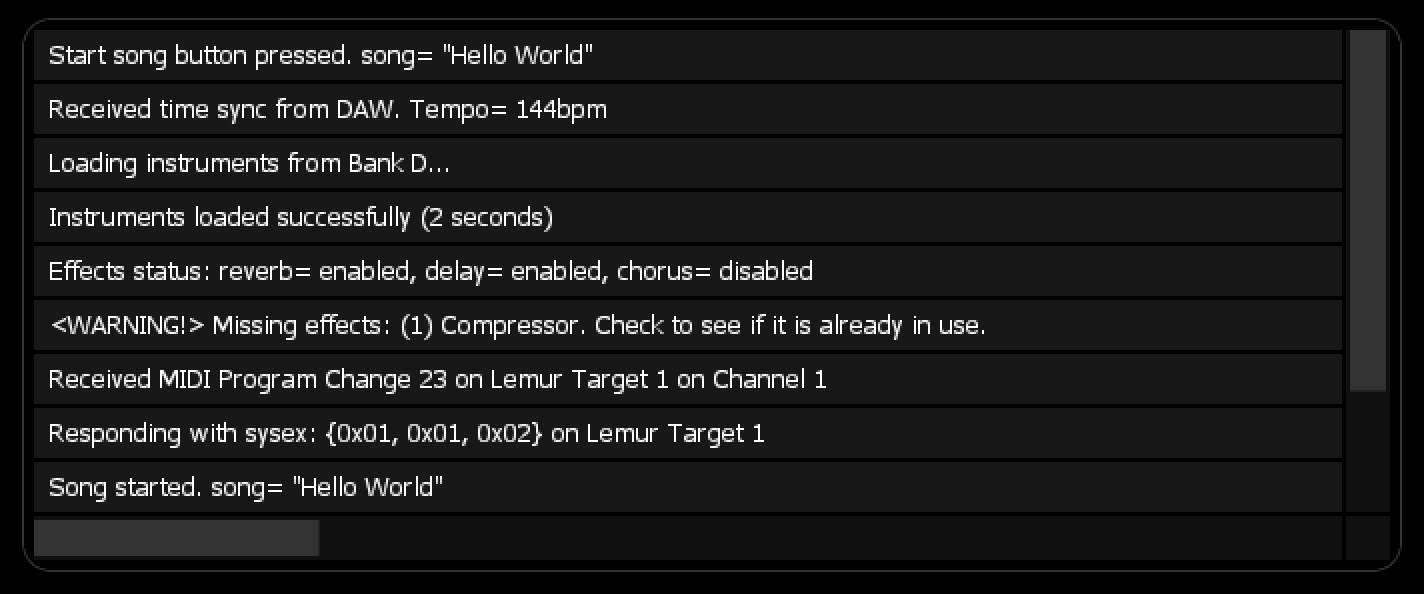 Start song button pressed. song= "Hello World"
Received time sync from DAW. Tempo= 144bpm
Loading instruments from Bank D...
Instruments loaded successfully (2 seconds)
Effects status: reverb= enabled, delay= enabled, chorus= disabled
<WARNING!> Missing effects: (1) Compressor. Check to see if it is already in use.
Received MIDI Program Change 23 on Lemur Target 1 on Channel 1
Responding with sysex: {0x01, 0x01, 0x02} on Lemur Target 1
Song started. song= "Hello World"